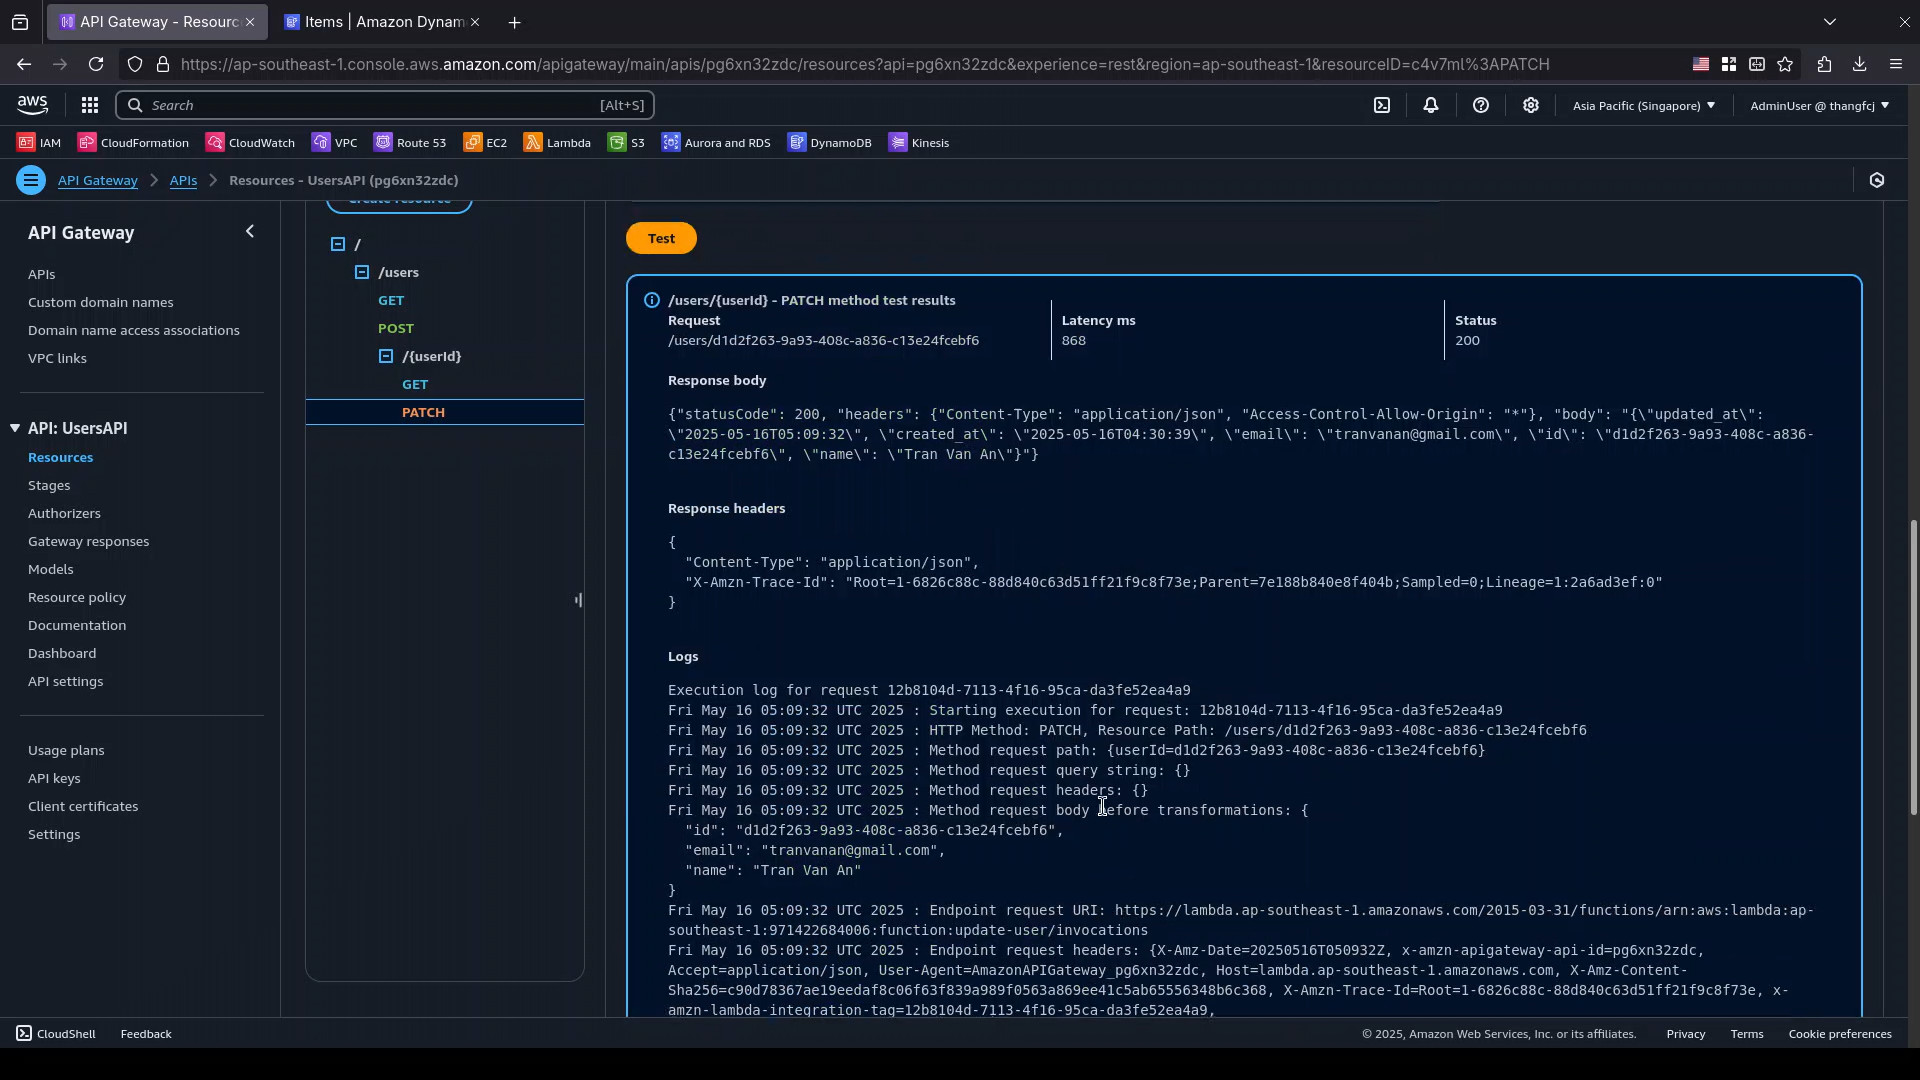 API Gateway - Resourc
Items | Amazon Dynam
https://ap-southeast-1.console.aws.amazon.com/apigateway/main/apis/pg6xn32zdc/resources?api=pg6xn32zdc&experience=rest&region=ap-southeast-1&resourceID=c4v7ml%3APATCH
aws
Search
[Alt+S]
Asia Pacific (Singapore)
AdminUser @ thangfcj
IAM
CloudFormation
CloudWatch
VPC
Route 53
EC2
Lambda
S3
Aurora and RDS
DynamoDB
Kinesis
API Gateway
APIs
Resources - UsersAPI (pg6xn32zdc)
API Gateway
APIs
Custom domain names
Domain name access associations
VPC links
API: UsersAPI
Resources
Stages
Authorizers
Gateway responses
Models
Resource policy
Documentation
Dashboard
API settings
Usage plans
API keys
Client certificates
Settings
Create resource
/
/users
GET
POST
/{userId}
GET
PATCH
Test
/users/{userId} - PATCH method test results
Request
/users/d1d2f263-9a93-408c-a836-c13e24fcebf6
Latency ms
868
Status
200
Response body
{"statusCode": 200, "headers": {"Content-Type": "application/json", "Access-Control-Allow-Origin": "*"}, "body": "{\"updated_at\":
\"2025-05-16T05:09:32\", \"created_at\": \"2025-05-16T04:30:39\", \"email\": \"tranvanan@gmail.com\", \"id\": \"d1d2f263-9a93-408c-a836-
c13e24fcebf6\", \"name\": \"Tran Van An\"}"}
Response headers
{
"Content-Type": "application/json",
"X-Amzn-Trace-Id": "Root=1-6826c88c-88d840c63d51ff21f9c8f73e;Parent=7e188b840e8f404b;Sampled=0;Lineage=1:2a6ad3ef:0"
}
Logs
Execution log for request 12b8104d-7113-4f16-95ca-da3fe52ea4a9
Fri May 16 05:09:32 UTC 2025 : Starting execution for request: 12b8104d-7113-4f16-95ca-da3fe52ea4a9
Fri May 16 05:09:32 UTC 2025 : HTTP Method: PATCH, Resource Path: /users/d1d2f263-9a93-408c-a836-c13e24fcebf6
Fri May 16 05:09:32 UTC 2025 : Method request path: {userId=d1d2f263-9a93-408c-a836-c13e24fcebf6}
Fri May 16 05:09:32 UTC 2025 : Method request query string: {}
Fri May 16 05:09:32 UTC 2025 : Method request headers: {}
Fri May 16 05:09:32 UTC 2025 : Method request body before transformations: {
"id": "d1d2f263-9a93-408c-a836-c13e24fcebf6",
"email": "tranvanan@gmail.com",
"name": "Tran Van An"
}
Fri May 16 05:09:32 UTC 2025 : Endpoint request URI: https://lambda.ap-southeast-1.amazonaws.com/2015-03-31/functions/arn:aws:lambda:ap-
southeast-1:971422684006:function:update-user/invocations
Fri May 16 05:09:32 UTC 2025 : Endpoint request headers: {X-Amz-Date=20250516T050932Z, x-amzn-apigateway-api-id=pg6xn32zdc,
Accept=application/json, User-Agent=AmazonAPIGateway_pg6xn32zdc, Host=lambda.ap-southeast-1.amazonaws.com, X-Amz-Content-
Sha256=c90d78367ae19eedaf8c06f63f839a989f0563a869ee41c5ab65556348b6c368, X-Amzn-Trace-Id=Root=1-6826c88c-88d840c63d51ff21f9c8f73e, x-
amzn-lambda-integration-tag=12b8104d-7113-4f16-95ca-da3fe52ea4a9,
CloudShell
Feedback
© 2025, Amazon Web Services, Inc. or its affiliates.
Privacy
Terms
Cookie preferences